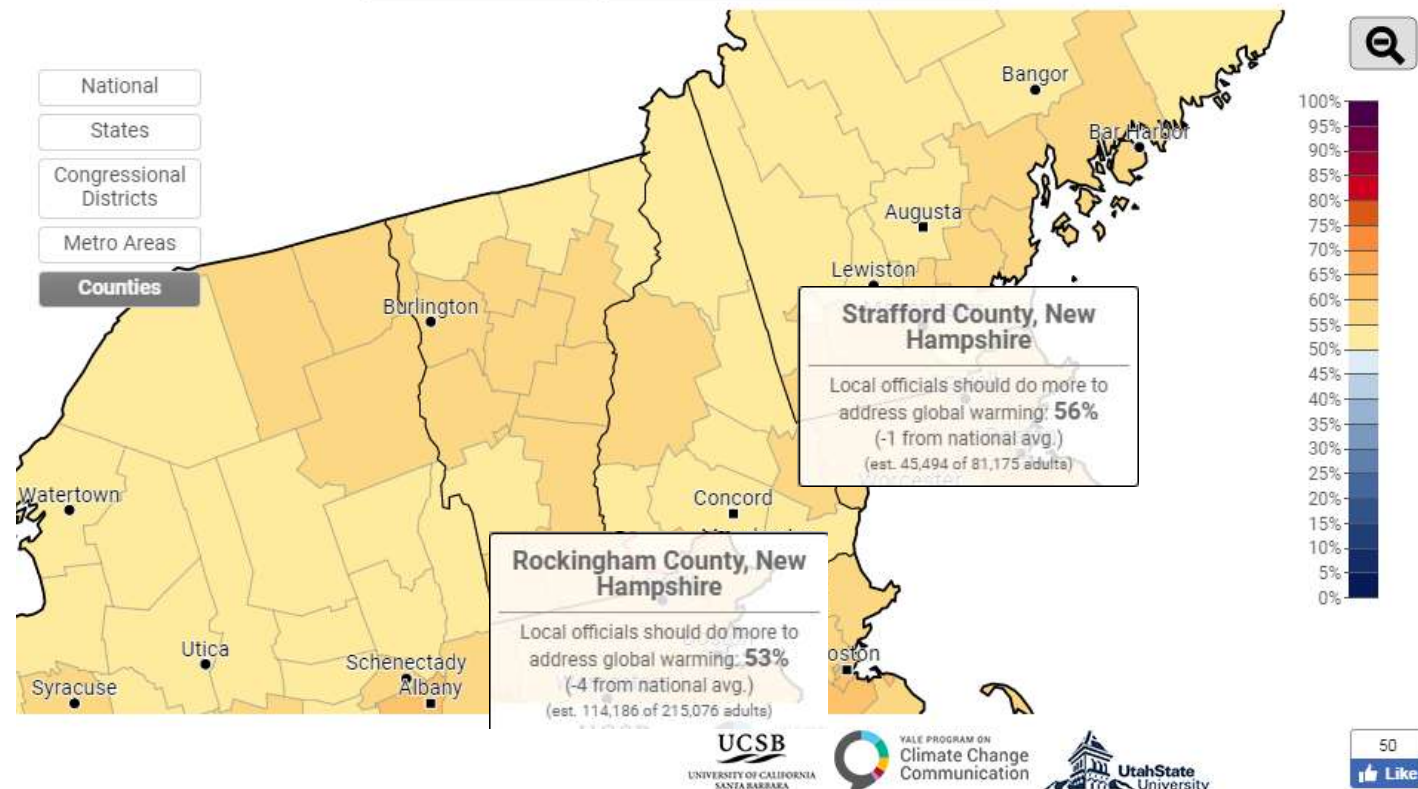 National
States
Congressional
Districts
Metro Areas
Counties
Bangor
Bar Harbor
Augusta
Lewiston
Burlington
Watertown
Concord
Utica
Schenectady
Albany
Syracuse
Strafford County, New
Hampshire
Local officials should do more to
address global warming: 56%
(-1 from national avg.)
(est. 45,494 of 81,175 adults)
Worcester
Rockingham County, New
Hampshire
Local officials should do more to
address global warming: 53%
(-4 from national avg.)
(est. 114,186 of 215,076 adults)
oston
100%
95%
90%
85%
80%
75%
70%
65%
60%
55%
50%
45%
40%
35%
30%
25%
20%
15%
10%
5%
0%
UCSB
UNIVERSITY OF CALIFORNIA
SANTA BARBARA
YALE PROGRAM ON
Climate Change
Communication
UtahState
University
50
Like